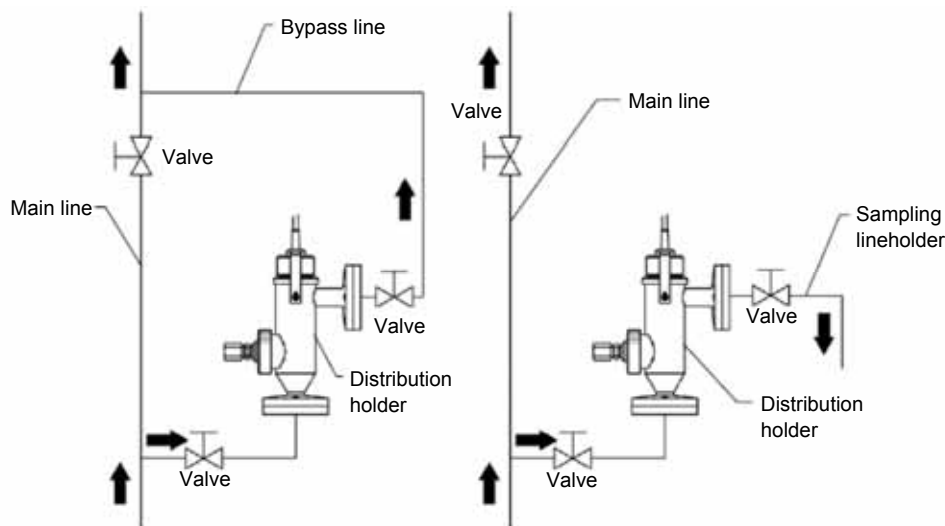 Bypass line
Valve
Main line
Valve
Distribution
holder
Valve
Valve
Main line
Sampling
lineholder
Valve
Distribution
holder
Valve